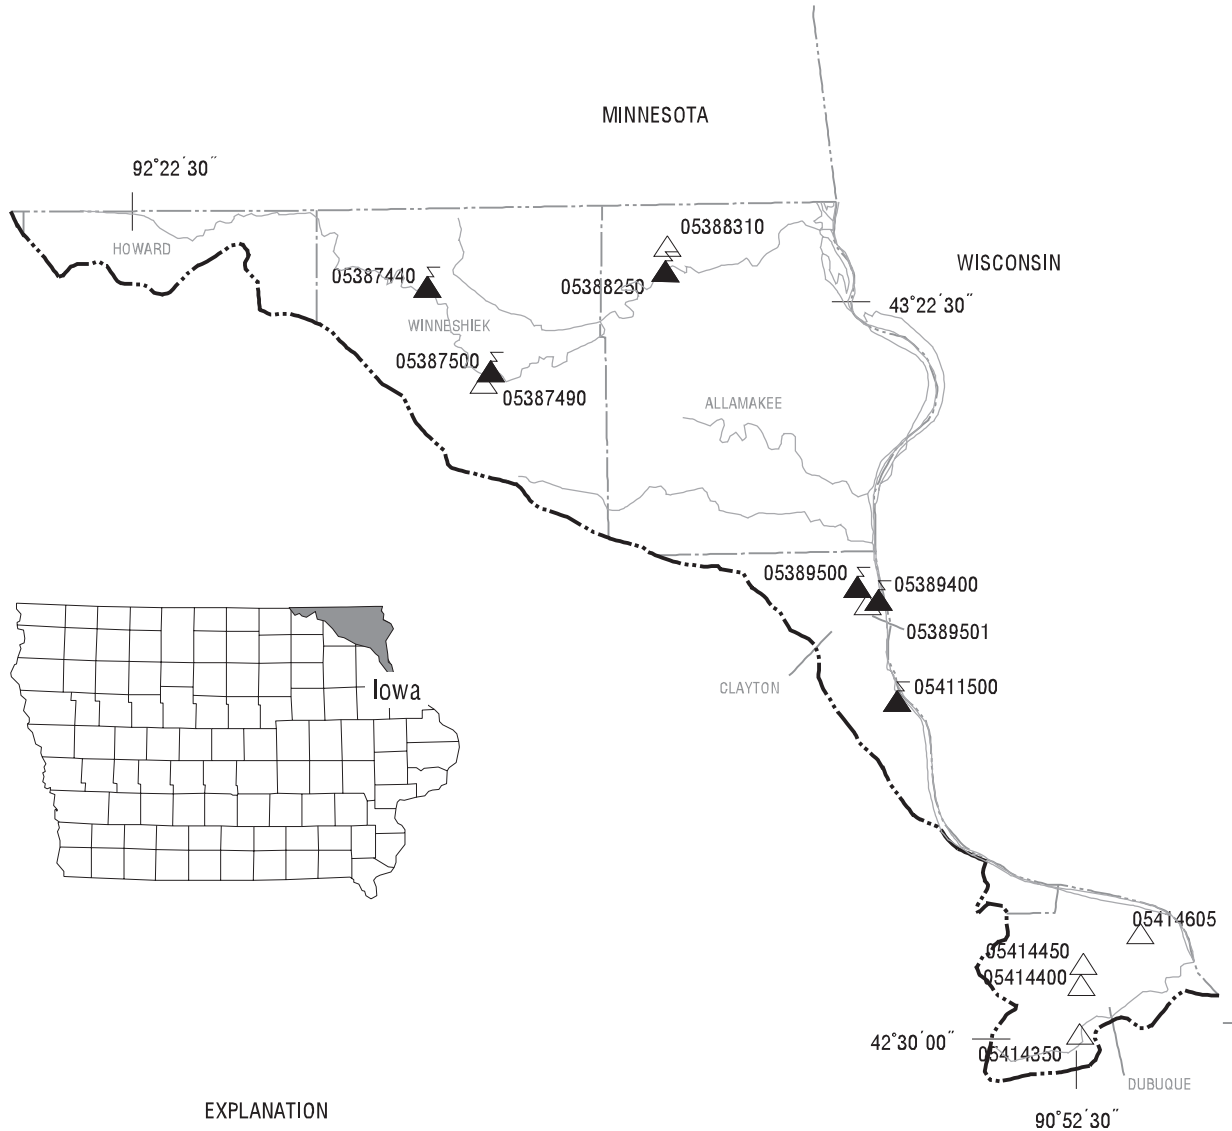 MINNESOTA
92°22′30″
05388310
HOWARD
WISCONSIN
05387440
05388250
43°22′30″
WINNESHIEK
05387500
05387490
ALLAMAKEE
05389500
05389400
05389501
CLAYTON
05411500
Iowa
05414605
05414450
05414400
42°30′00″
05414350
DUBUQUE
EXPLANATION
90°52′30″